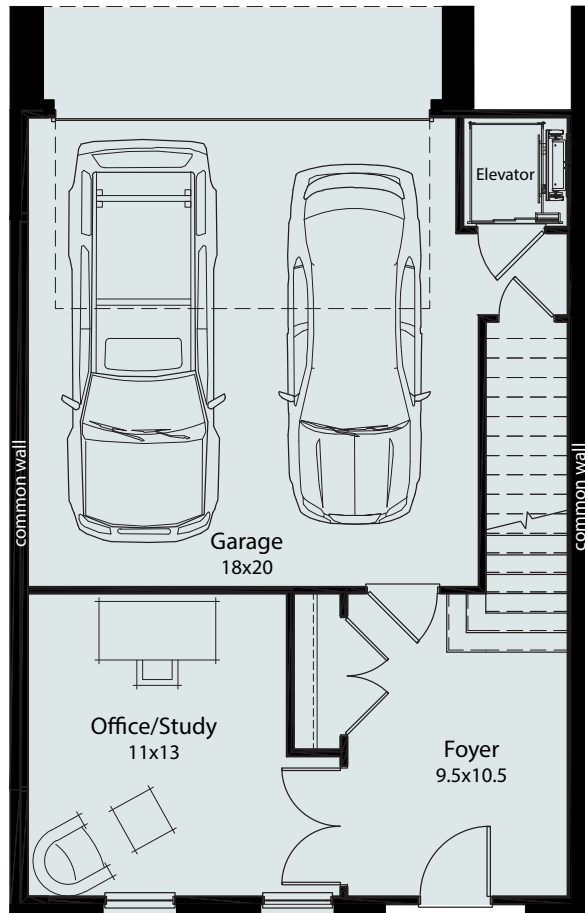 Elevator
common wall
common wall
Garage
18x20
Office/Study
11x13
Foyer
9.5x10.5